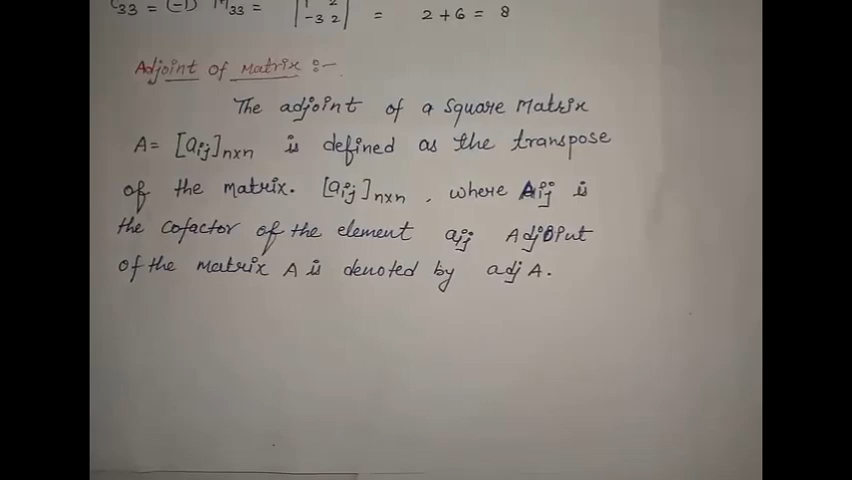 C33 = (-1) M33 = | 2 -3 2 | = 2+6 = 8
Adjoint of Matrix :-
The adjoint of a square Matrix
A = [aij]nxn is defined as the transpose
of the matrix. [aij]nxn , where Aij is
the cofactor of the element aij Adjoint
of the matrix A is denoted by adj A.